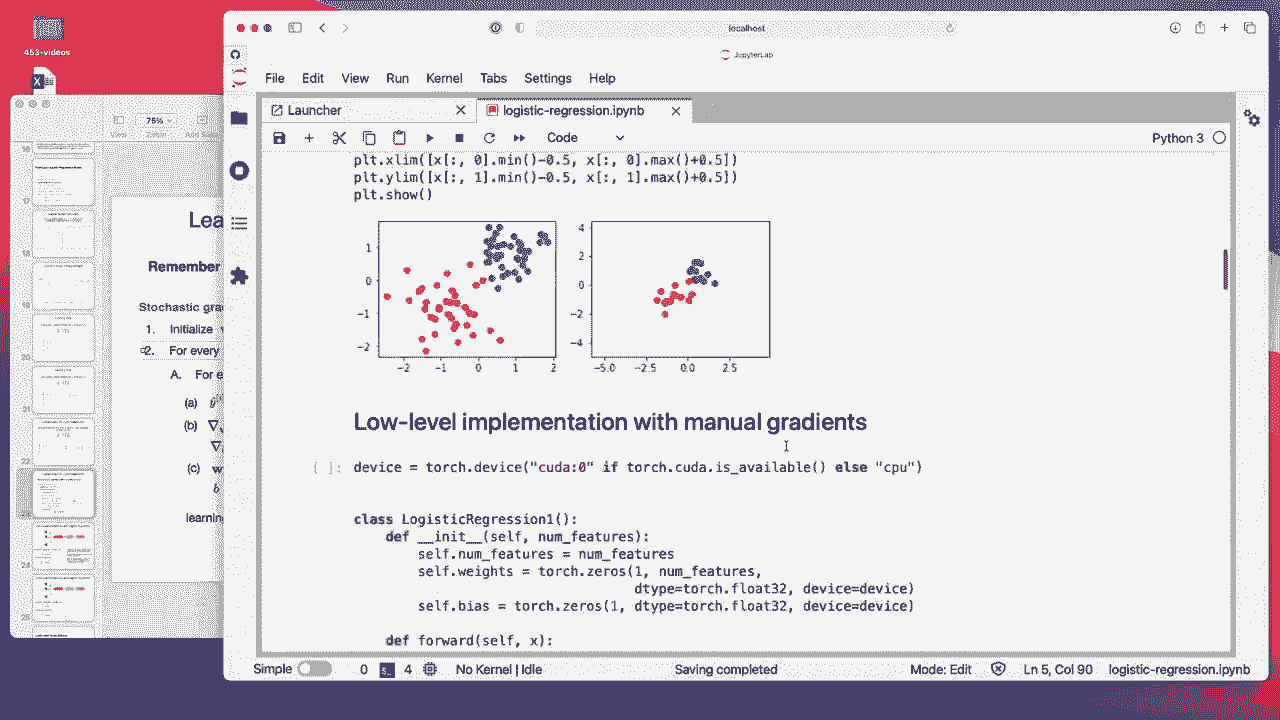 453-videos
localhost
JupyterLab
File Edit View Run Kernel Tabs Settings Help
Launcher
logistic-regression.ipynb
Code
Python 3
75%
View Zoom Add
plt.xlim([x[:, 0].min()-0.5, x[:, 0].max()+0.5])
plt.ylim([x[:, 1].min()-0.5, x[:, 1].max()+0.5])
plt.show()
1
0
−1
−2
−2 −1 0 1 2
4
2
0
−2
−4
−5.0 −2.5 0.0 2.5
Low-level implementation with manual gradients
[ ]: device = torch.device("cuda:0" if torch.cuda.is_available() else "cpu")
class LogisticRegression1():
def __init__(self, num_features):
self.num_features = num_features
self.weights = torch.zeros(1, num_features,
dtype=torch.float32, device=device)
self.bias = torch.zeros(1, dtype=torch.float32, device=device)
def forward(self, x):
Lea
Remember
Stochastic gra
1. Initialize
2. For every
A. For e
(a)
(b)
(c)
learning
Simple 0 4 No Kernel | Idle Saving completed Mode: Edit Ln 5, Col 90 logistic-regression.ipynb